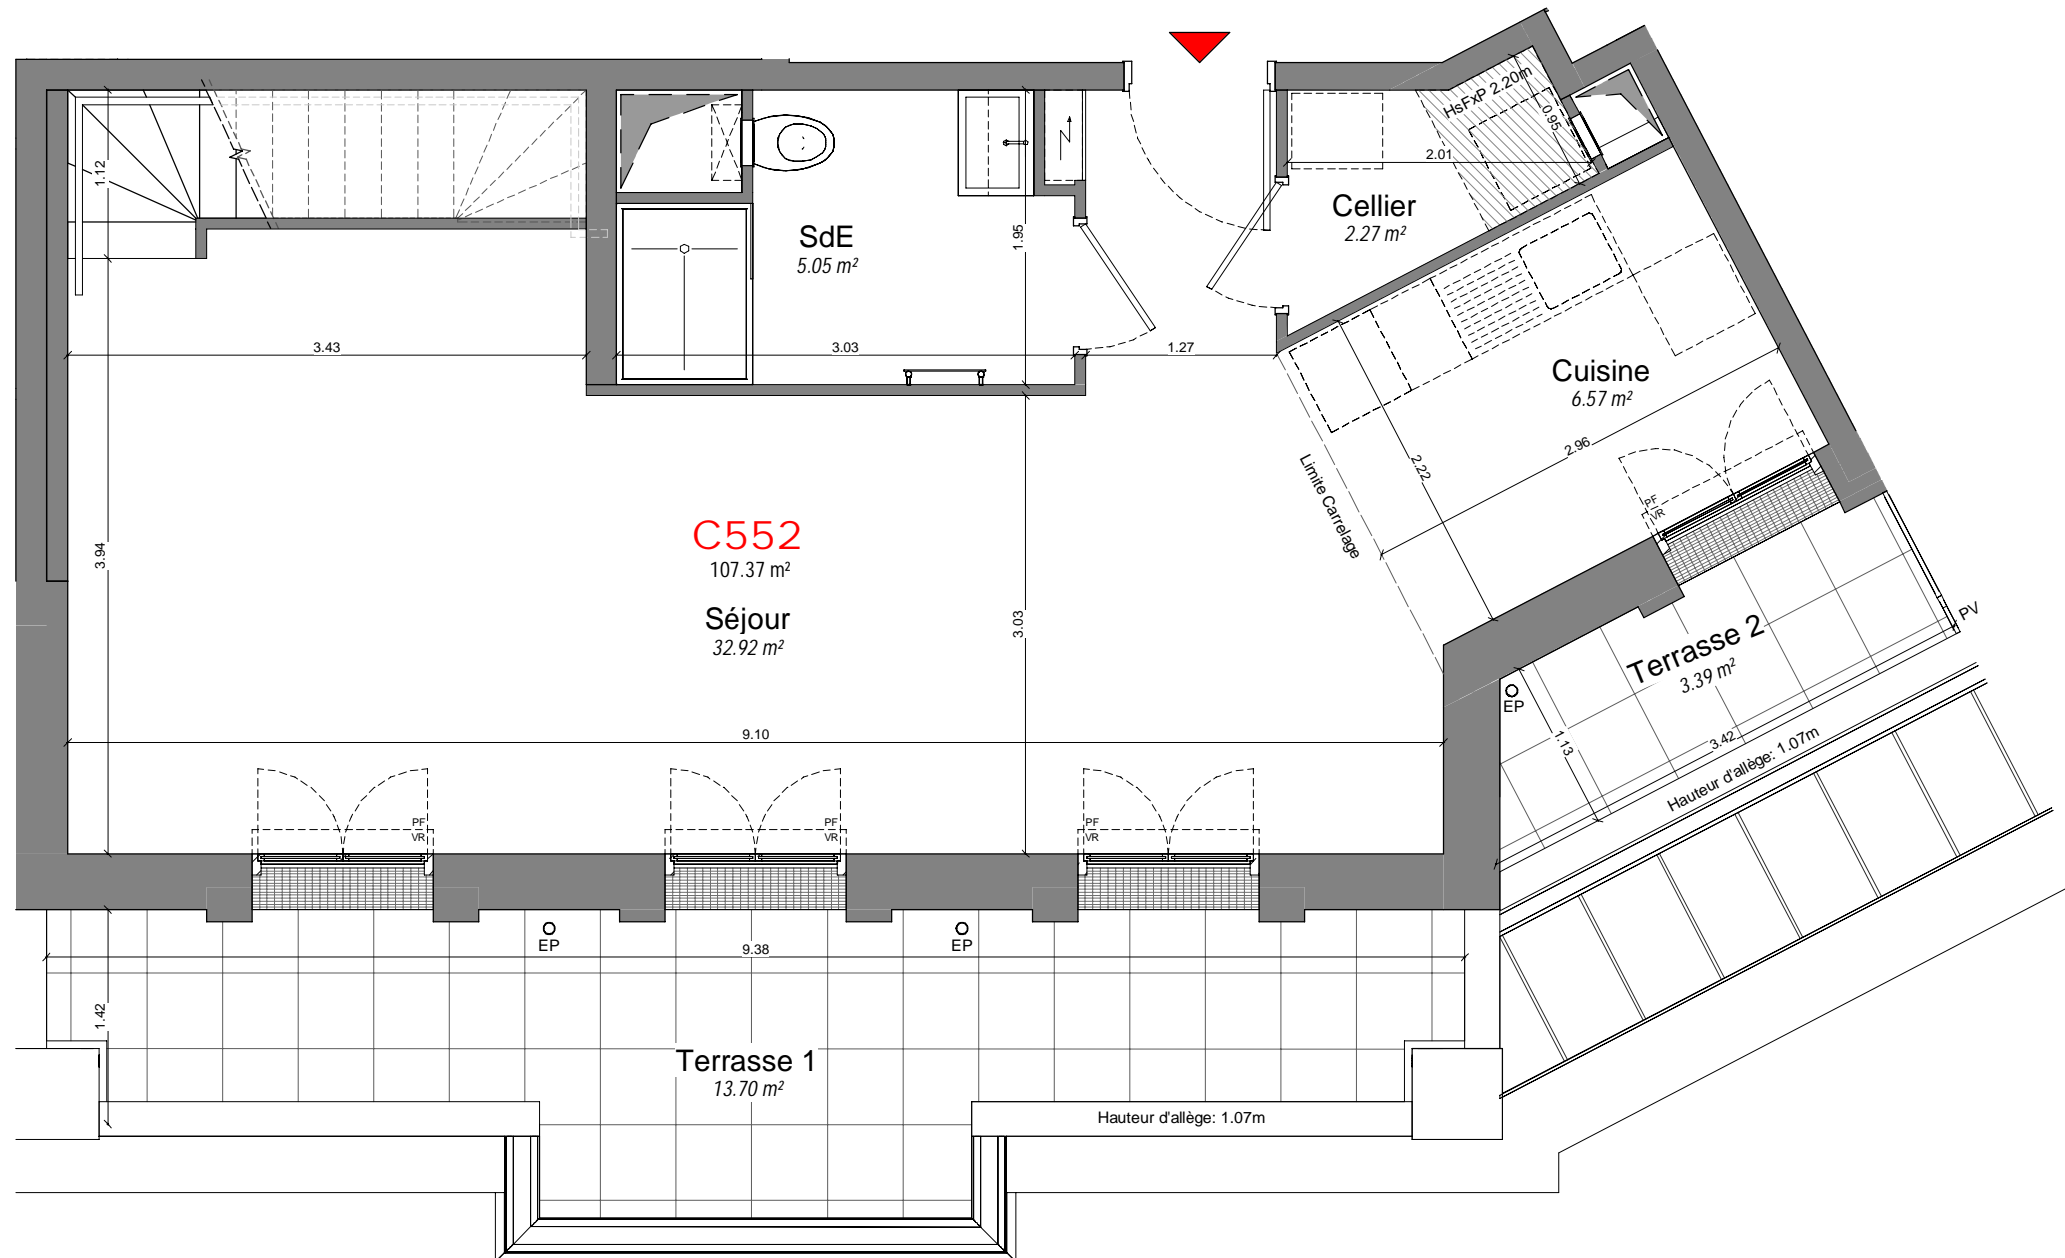 HsFxP 2.20m
0.95
2.01
Cellier
2.27 m²
1.12
SdE
5.05 m²
1.95
3.43
3.03
1.27
Cuisine
6.57 m²
2.96
2.22
Limite Carrelage
PF
VR
C552
107.37 m²
3.94
Séjour
32.92 m²
3.03
PV
Terrasse 2
3.39 m²
EP
1.13
3.42
Hauteur d'allège: 1.07m
9.10
PF
VR
PF
VR
PF
VR
EP
EP
9.38
1.42
Terrasse 1
13.70 m²
Hauteur d'allège: 1.07m